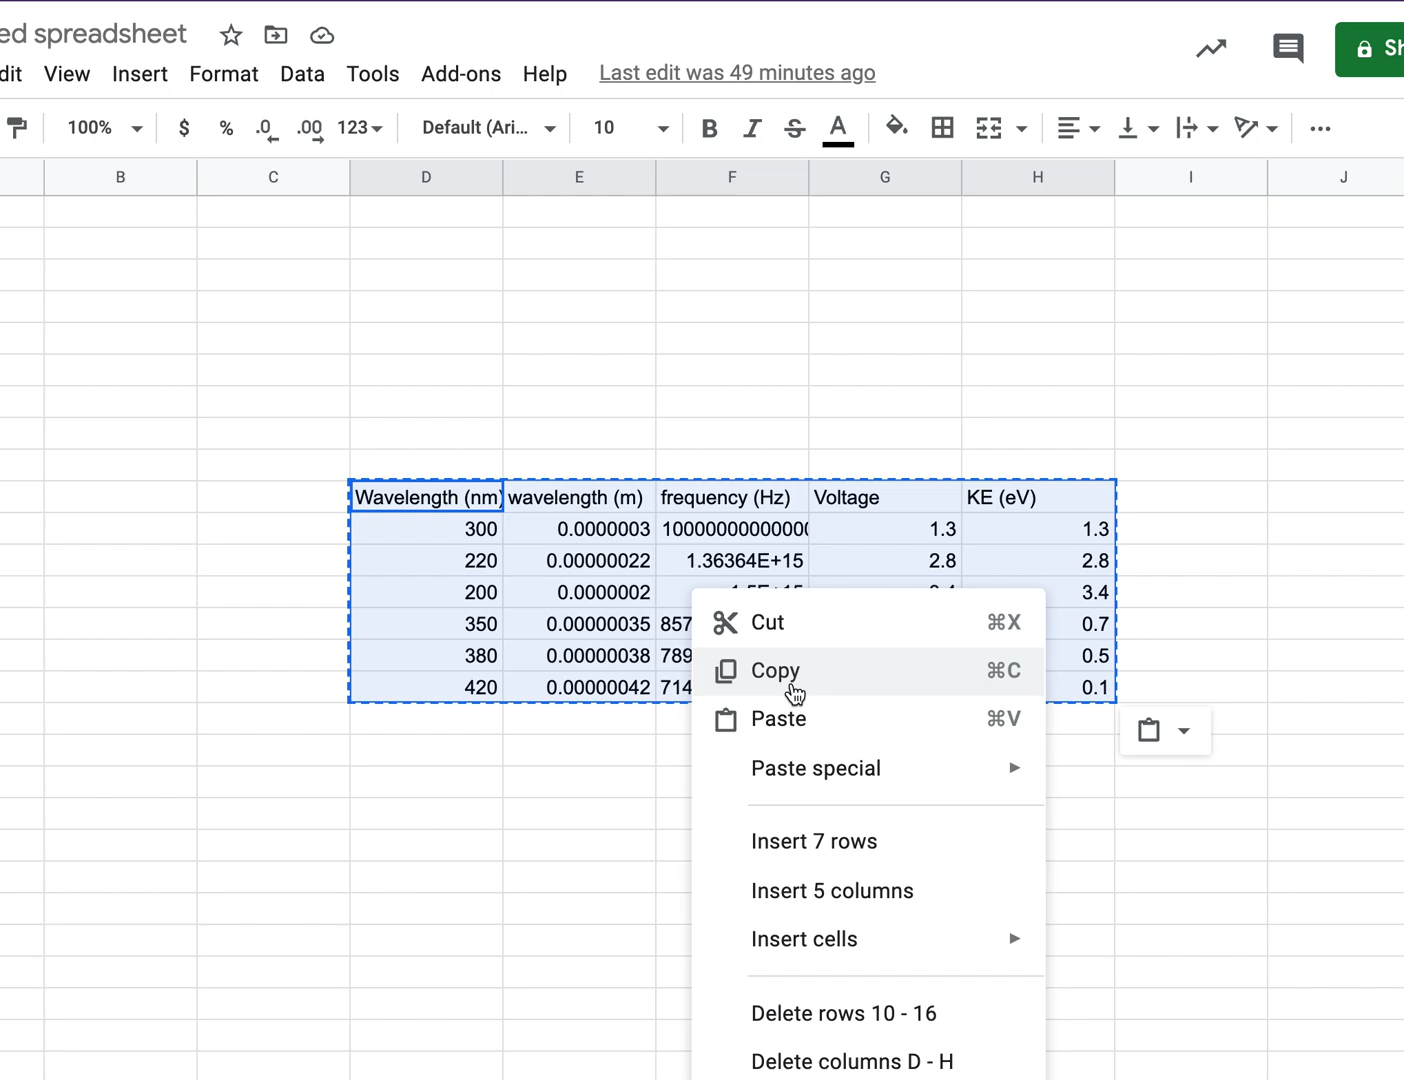 ed spreadsheet
dit View Insert Format Data Tools Add-ons Help Last edit was 49 minutes ago
100% $ % .0 .00 123 Default (Ari... 10 B I S A
B C D E F G H I J
Wavelength (nm) wavelength (m) frequency (Hz) Voltage KE (eV)
300 0.0000003 10000000000000 1.3 1.3
220 0.00000022 1.36364E+15 2.8 2.8
200 0.0000002 3.4
350 0.00000035 857 0.7
380 0.00000038 789 0.5
420 0.00000042 714 0.1
Cut ⌘X
Copy ⌘C
Paste ⌘V
Paste special
Insert 7 rows
Insert 5 columns
Insert cells
Delete rows 10 - 16
Delete columns D - H